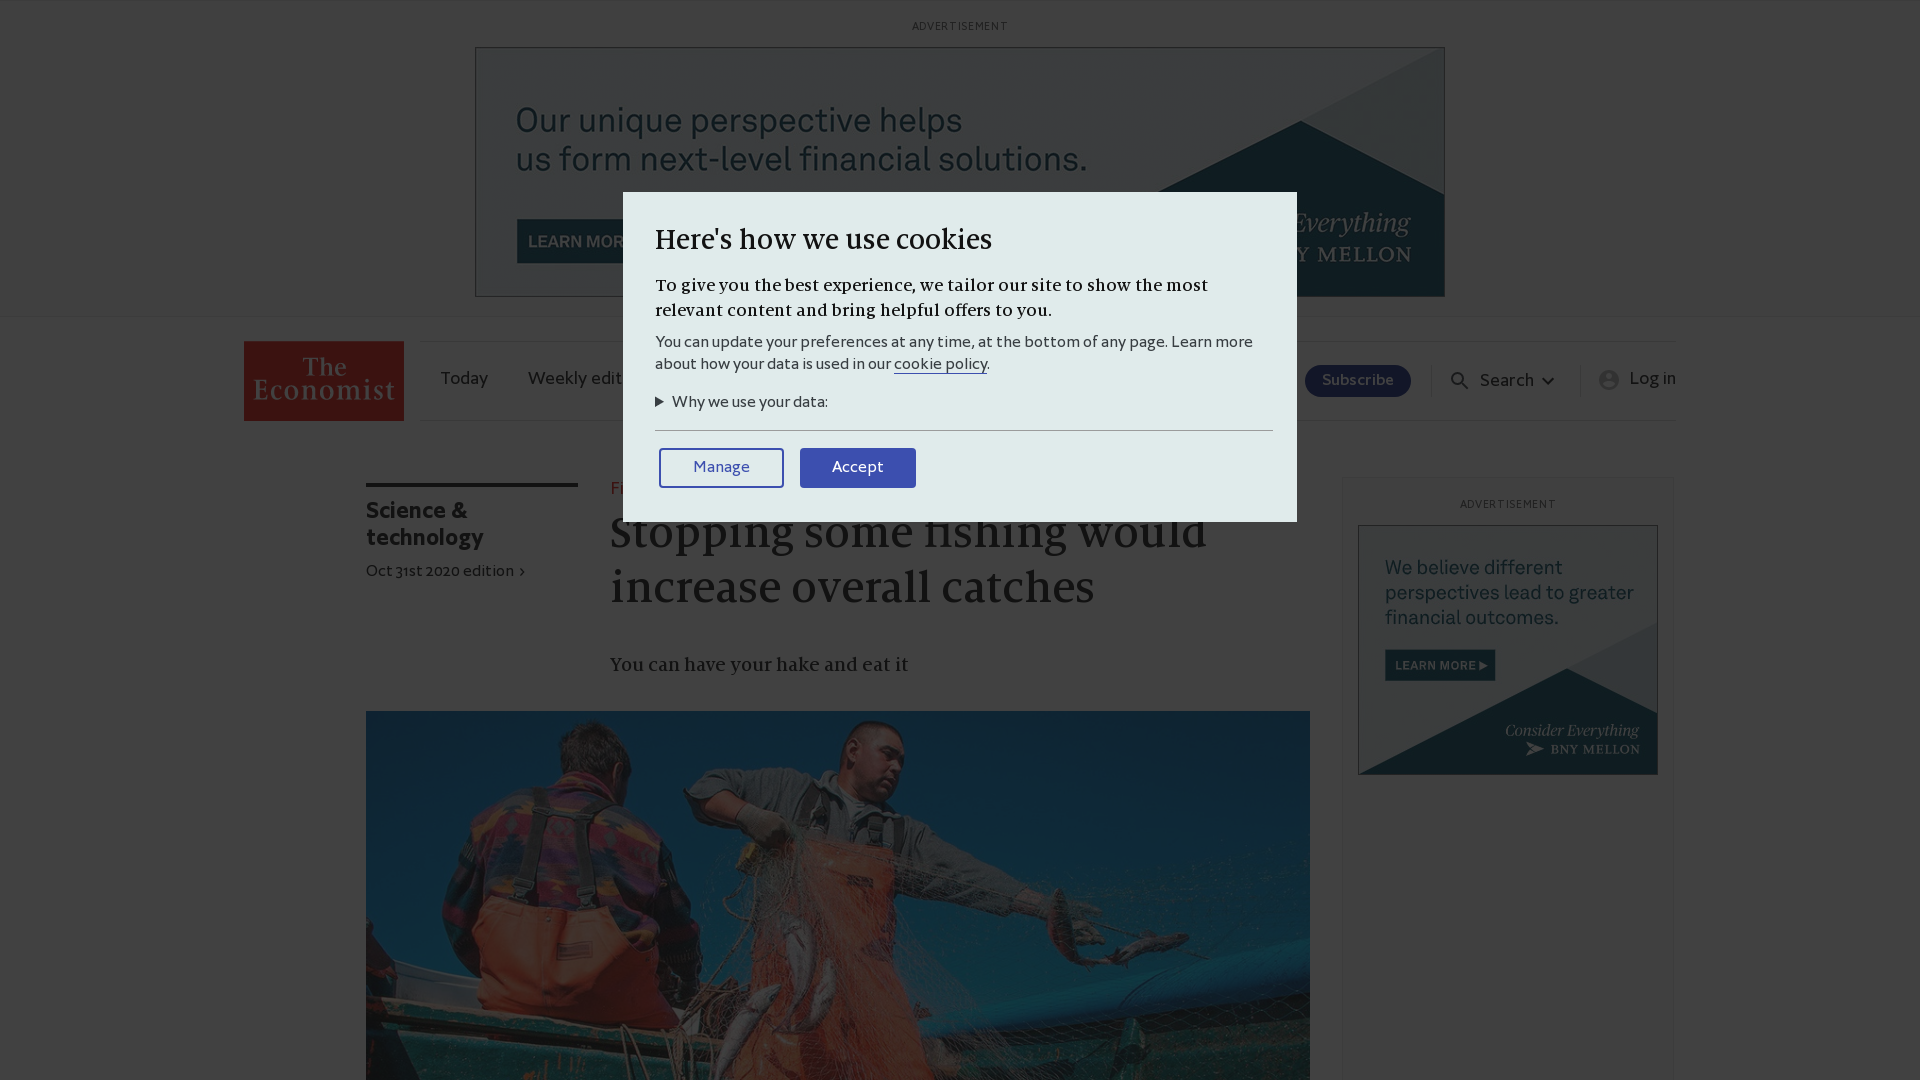 ADVERTISEMENT
Our unique perspective helps
us form next-level financial solutions.
LEARN MOR
Everything
Y MELLON
Here's how we use cookies
To give you the best experience, we tailor our site to show the most
relevant content and bring helpful offers to you.
You can update your preferences at any time, at the bottom of any page. Learn more
about how your data is used in our cookie policy.
Why we use your data:
Manage
Accept
The
Economist
Today
Weekly edit
Subscribe
Search
Log in
Science &
technology
Oct 31st 2020 edition ›
Fi
Stopping some fishing would
increase overall catches
You can have your hake and eat it
ADVERTISEMENT
We believe different
perspectives lead to greater
financial outcomes.
LEARN MORE
Consider Everything
BNY MELLON